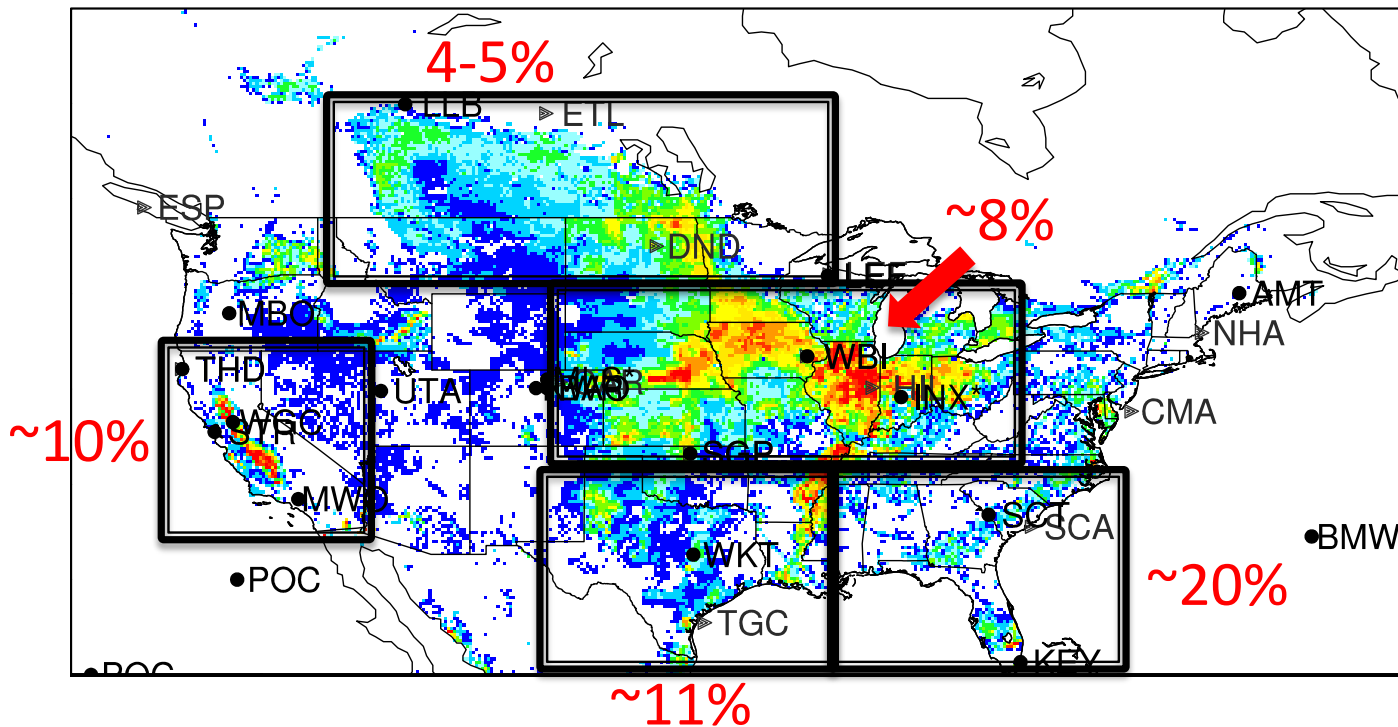 4-5%
LLB
ETL
ESP
~8%
DND
LEF
MBO
AMT
NHA
THD
WBI
UTA
INX*
CMA
WGC
~10%
STR
SGP
MWO
SCT
SCA
BMW
WKT
POC
~20%
TGC
KEY
POC
~11%